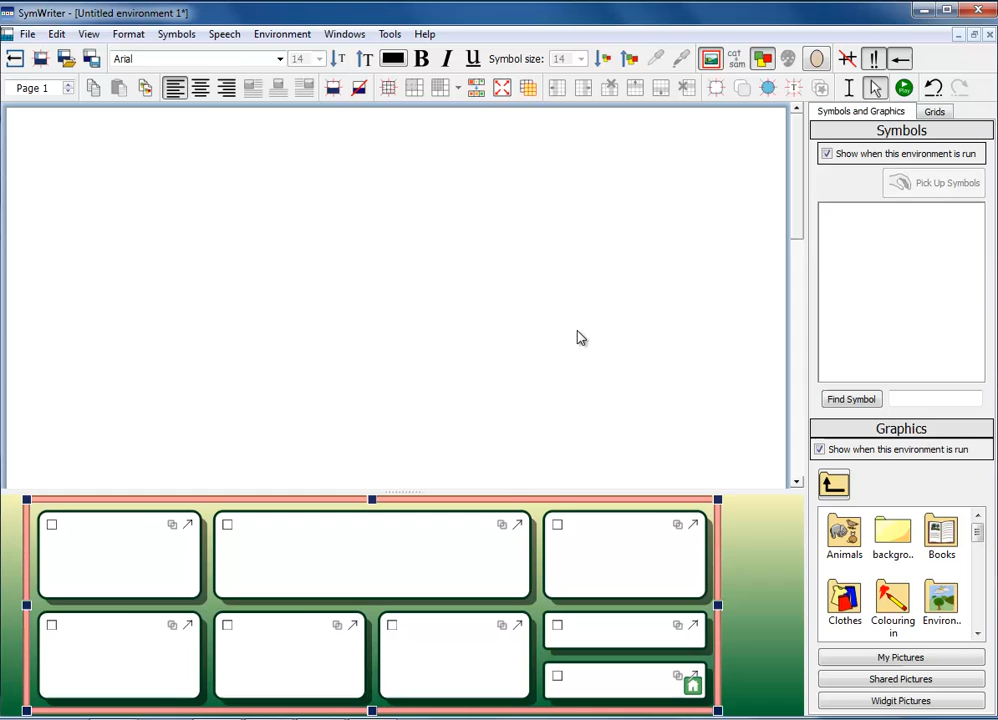 SymWriter - [Untitled environment 1*]
File Edit View Format Symbols Speech Environment Windows Tools Help
Arial 14 T T B I U Symbol size: 14 cat sam
Page 1 Play
Symbols and Graphics Grids
Symbols
Show when this environment is run
Pick Up Symbols
Find Symbol
Graphics
Show when this environment is run
Animals backgro.. Books
Clothes Colouring in Environ..
My Pictures
Shared Pictures
Widgit Pictures